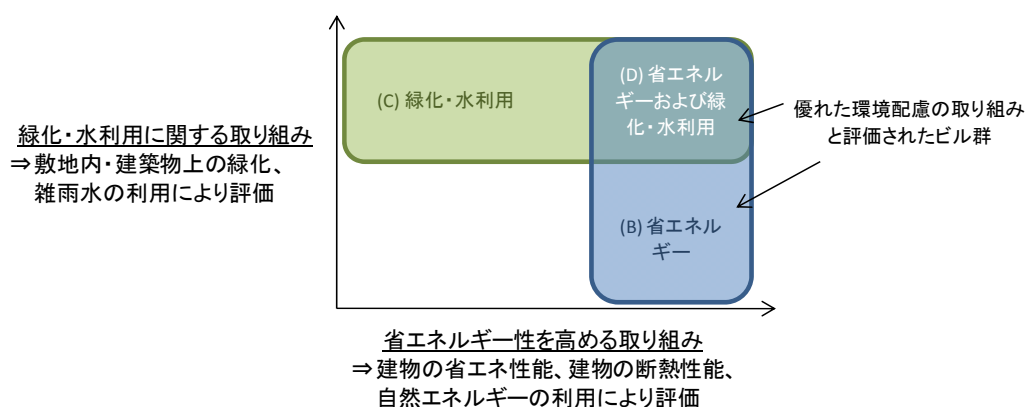 (C) 緑化・水利用
(D) 省エネル
ギーおよび緑
化・水利用
優れた環境配慮の取り組み
と評価されたビル群
緑化・水利用に関する取り組み
⇒敷地内・建築物上の緑化、
雑雨水の利用により評価
(B) 省エネル
ギー
省エネルギー性を高める取り組み
⇒建物の省エネ性能、建物の断熱性能、
自然エネルギーの利用により評価